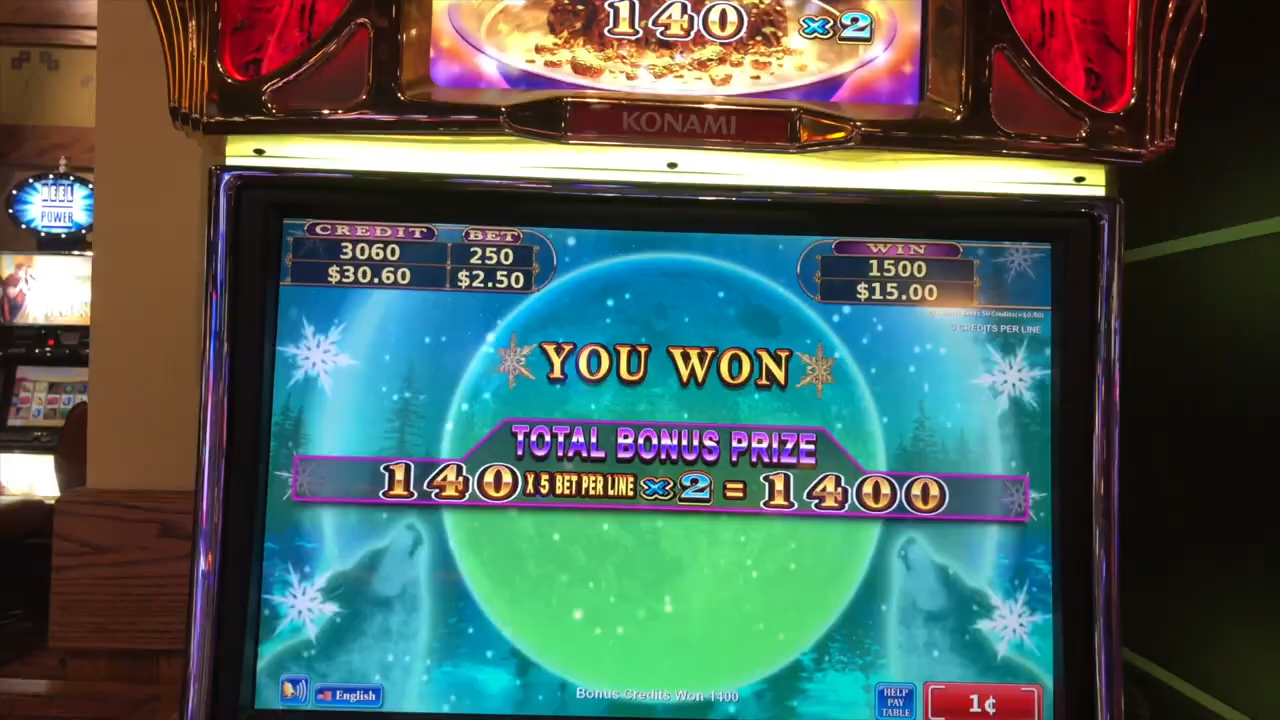 140 x2
KONAMI
REEL
POWER
CREDIT BET WIN
3060 250 1500
$30.60 $2.50 $15.00
5 CREDITS PER LINE
YOU WON
TOTAL BONUS PRIZE
140 X 5 BET PER LINE x2 = 1400
Bonus Credits Won 1400
English
HELP
PAY
TABLE
1¢